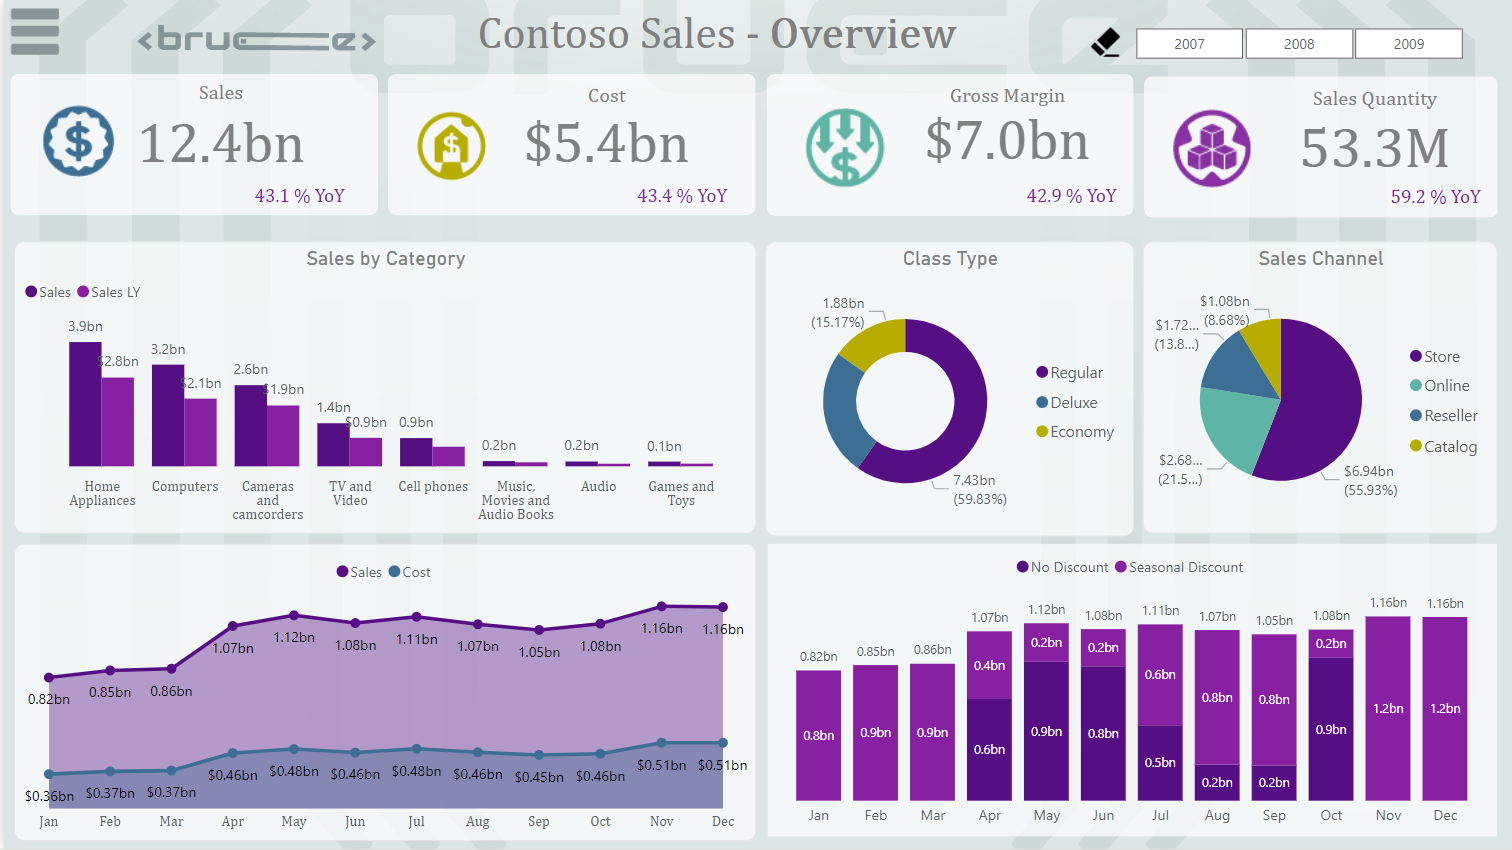 <bruce>
Contoso Sales - Overview
2007
2008
2009
Sales
12.4bn
43.1 % YoY
Cost
$5.4bn
43.4 % YoY
Gross Margin
$7.0bn
42.9 % YoY
Sales Quantity
53.3M
59.2 % YoY
Sales by Category
Sales Sales LY
3.9bn
$2.8bn
3.2bn
$2.1bn
2.6bn
$1.9bn
1.4bn
$0.9bn
0.9bn
0.2bn
0.2bn
0.1bn
Home
Appliances
Computers
Cameras
and
camcorders
TV and
Video
Cell phones
Music,
Movies and
Audio Books
Audio
Games and
Toys
Class Type
1.88bn
(15.17%)
7.43bn
(59.83%)
Regular
Deluxe
Economy
Sales Channel
$1.08bn
(8.68%)
$1.72...
(13.8...)
$2.68...
(21.5...)
$6.94bn
(55.93%)
Store
Online
Reseller
Catalog
Sales Cost
0.82bn
0.85bn
0.86bn
1.07bn
1.12bn
1.08bn
1.11bn
1.07bn
1.05bn
1.08bn
1.16bn
1.16bn
$0.36bn
$0.37bn
$0.37bn
$0.46bn
$0.48bn
$0.46bn
$0.48bn
$0.46bn
$0.45bn
$0.46bn
$0.51bn
$0.51bn
Jan Feb Mar Apr May Jun Jul Aug Sep Oct Nov Dec
No Discount Seasonal Discount
0.82bn
0.85bn
0.86bn
1.07bn
1.12bn
1.08bn
1.11bn
1.07bn
1.05bn
1.08bn
1.16bn
1.16bn
0.8bn
0.9bn
0.9bn
0.4bn
0.6bn
0.2bn
0.9bn
0.2bn
0.8bn
0.6bn
0.5bn
0.8bn
0.2bn
0.8bn
0.2bn
0.2bn
0.9bn
1.2bn
1.2bn
Jan Feb Mar Apr May Jun Jul Aug Sep Oct Nov Dec